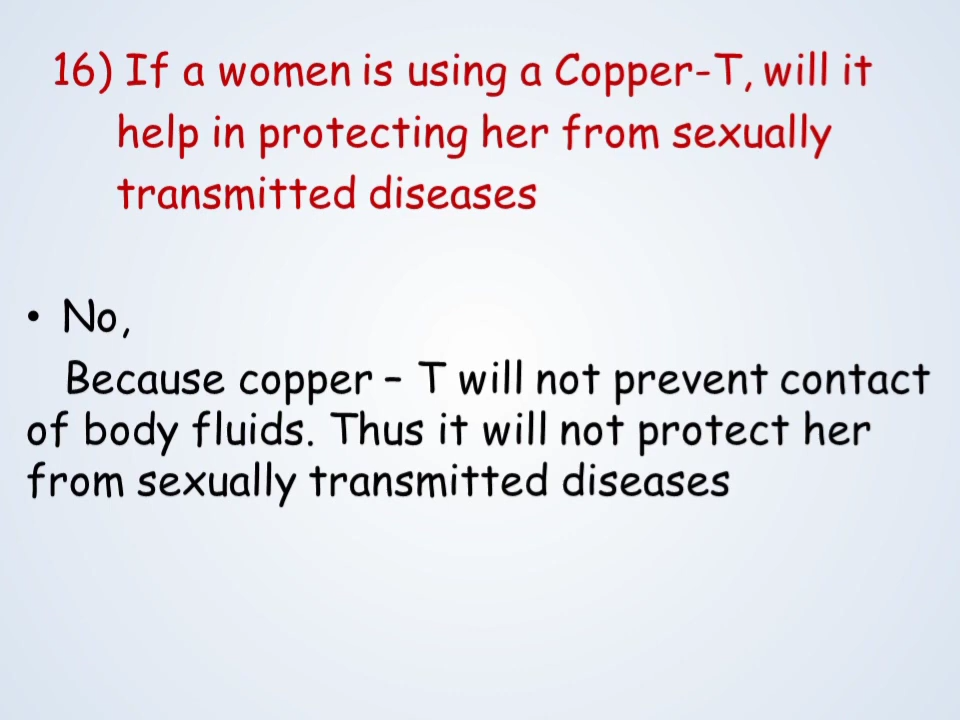 16) If a women is using a Copper-T, will it
help in protecting her from sexually
transmitted diseases
• No,
Because copper – T will not prevent contact
of body fluids. Thus it will not protect her
from sexually transmitted diseases